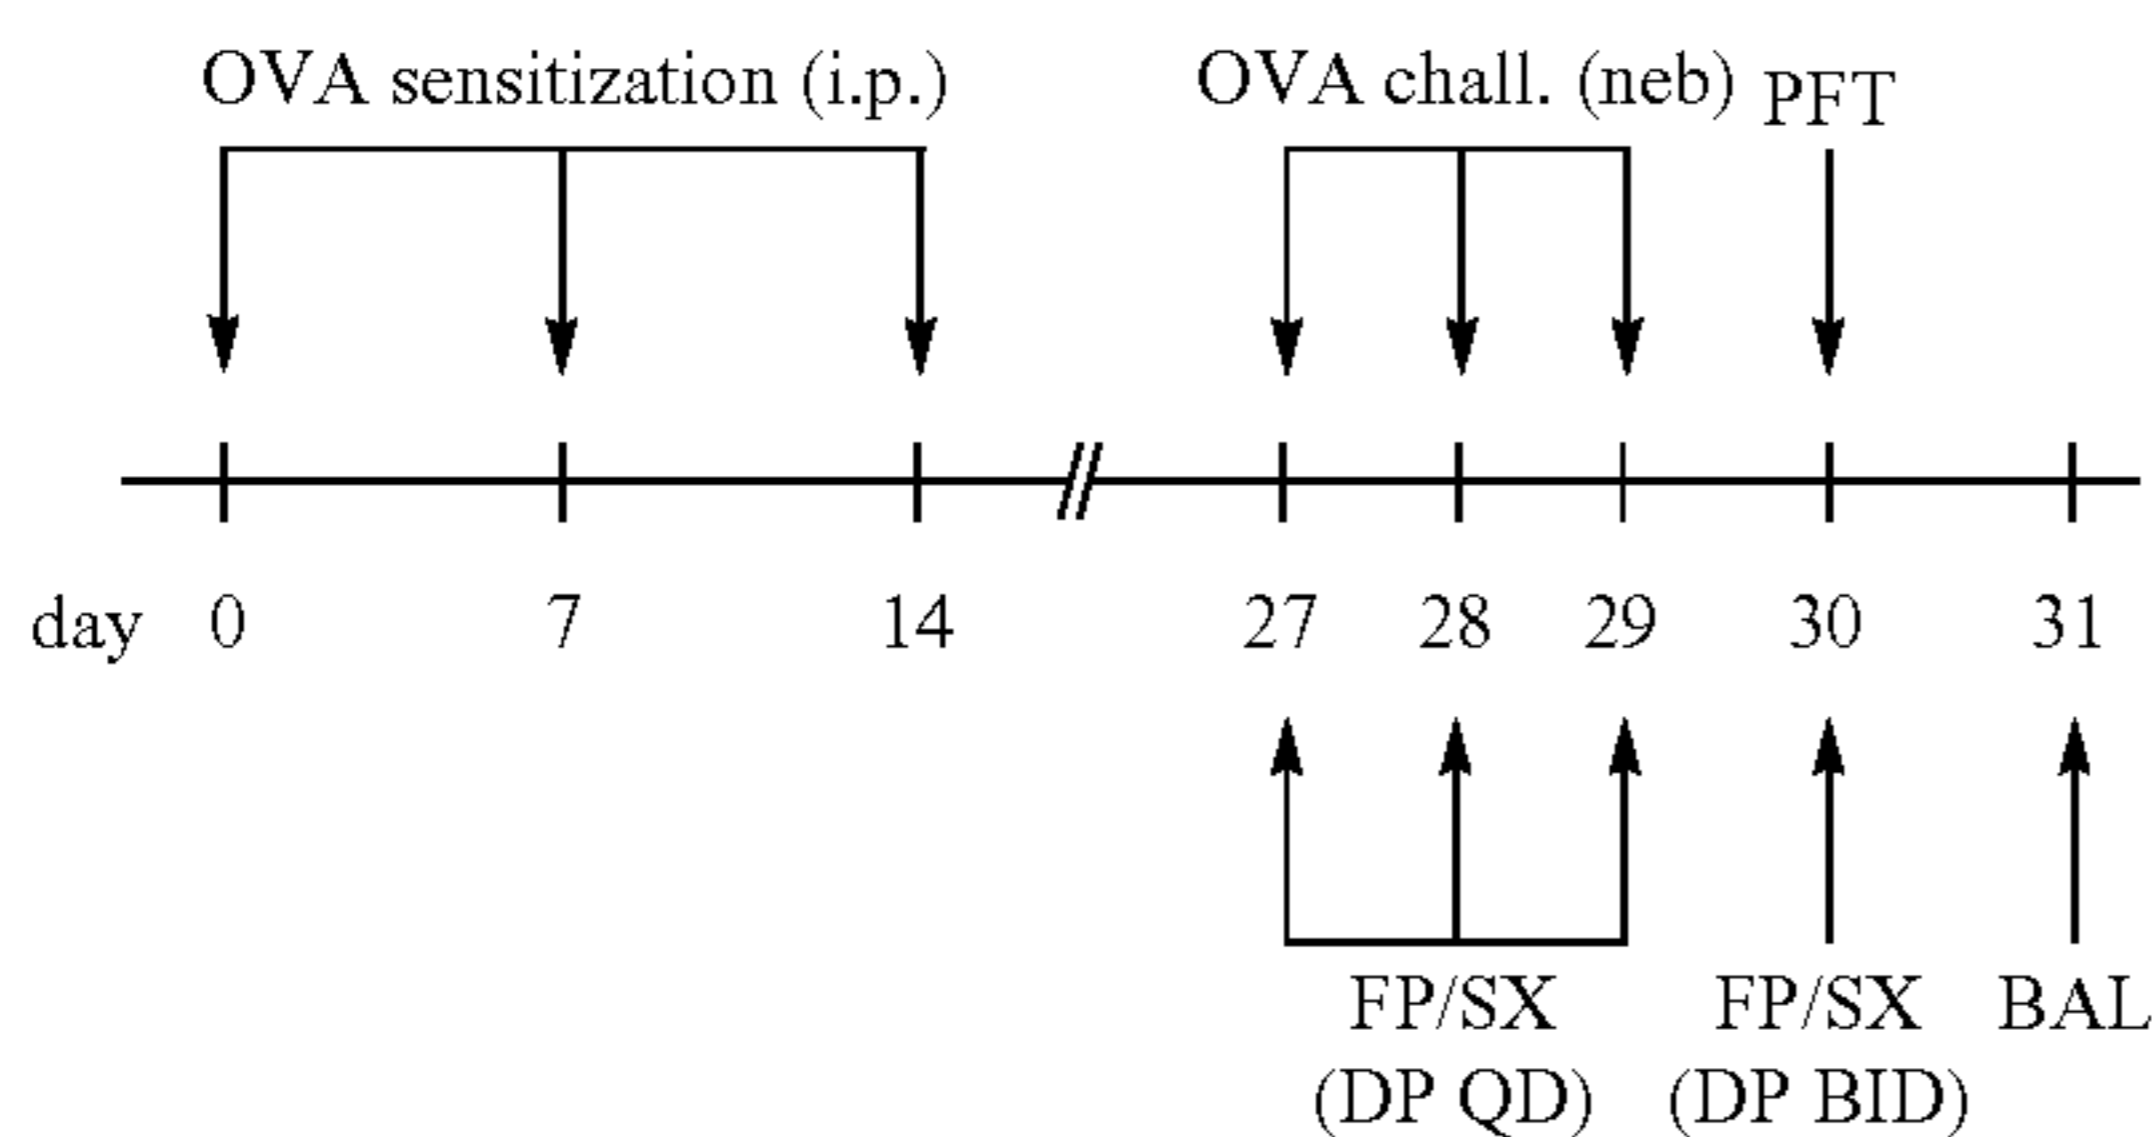 OVA sensitization (i.p.) OVA chall. (neb) PFT
day 0 7 14 27 28 29 30 31
FP/SX FP/SX BAL
(DP QD) (DP BID)